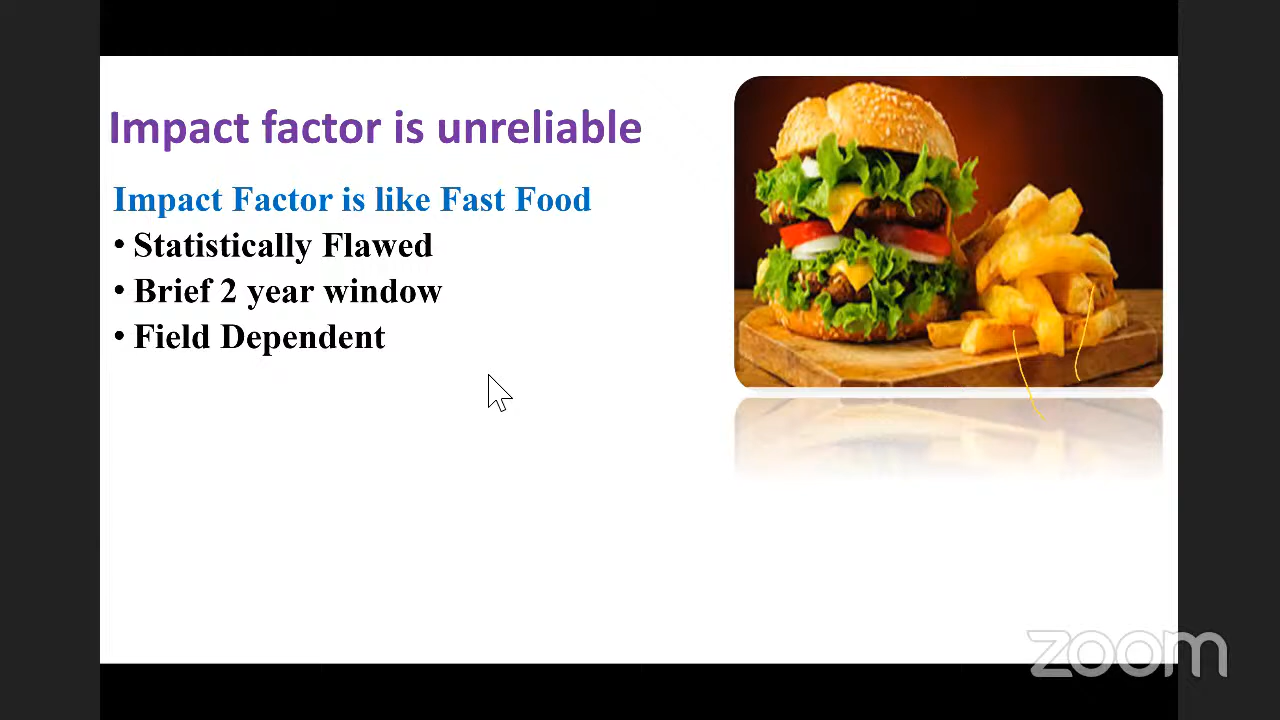 Impact factor is unreliable
Impact Factor is like Fast Food
• Statistically Flawed
• Brief 2 year window
• Field Dependent
zoom